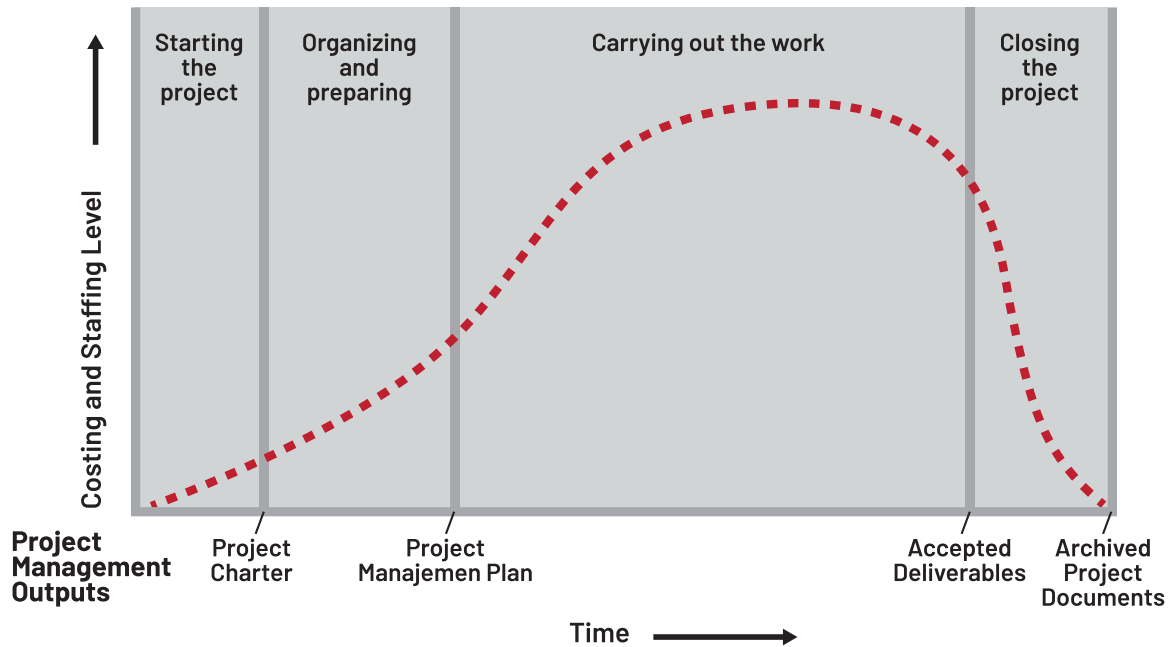 Starting
the
project
Organizing
and
preparing
Carrying out the work
Closing
the
project
Costing and Staffing Level
Project
Management
Outputs
Project
Charter
Project
Manajemen Plan
Accepted
Deliverables
Archived
Project
Documents
Time